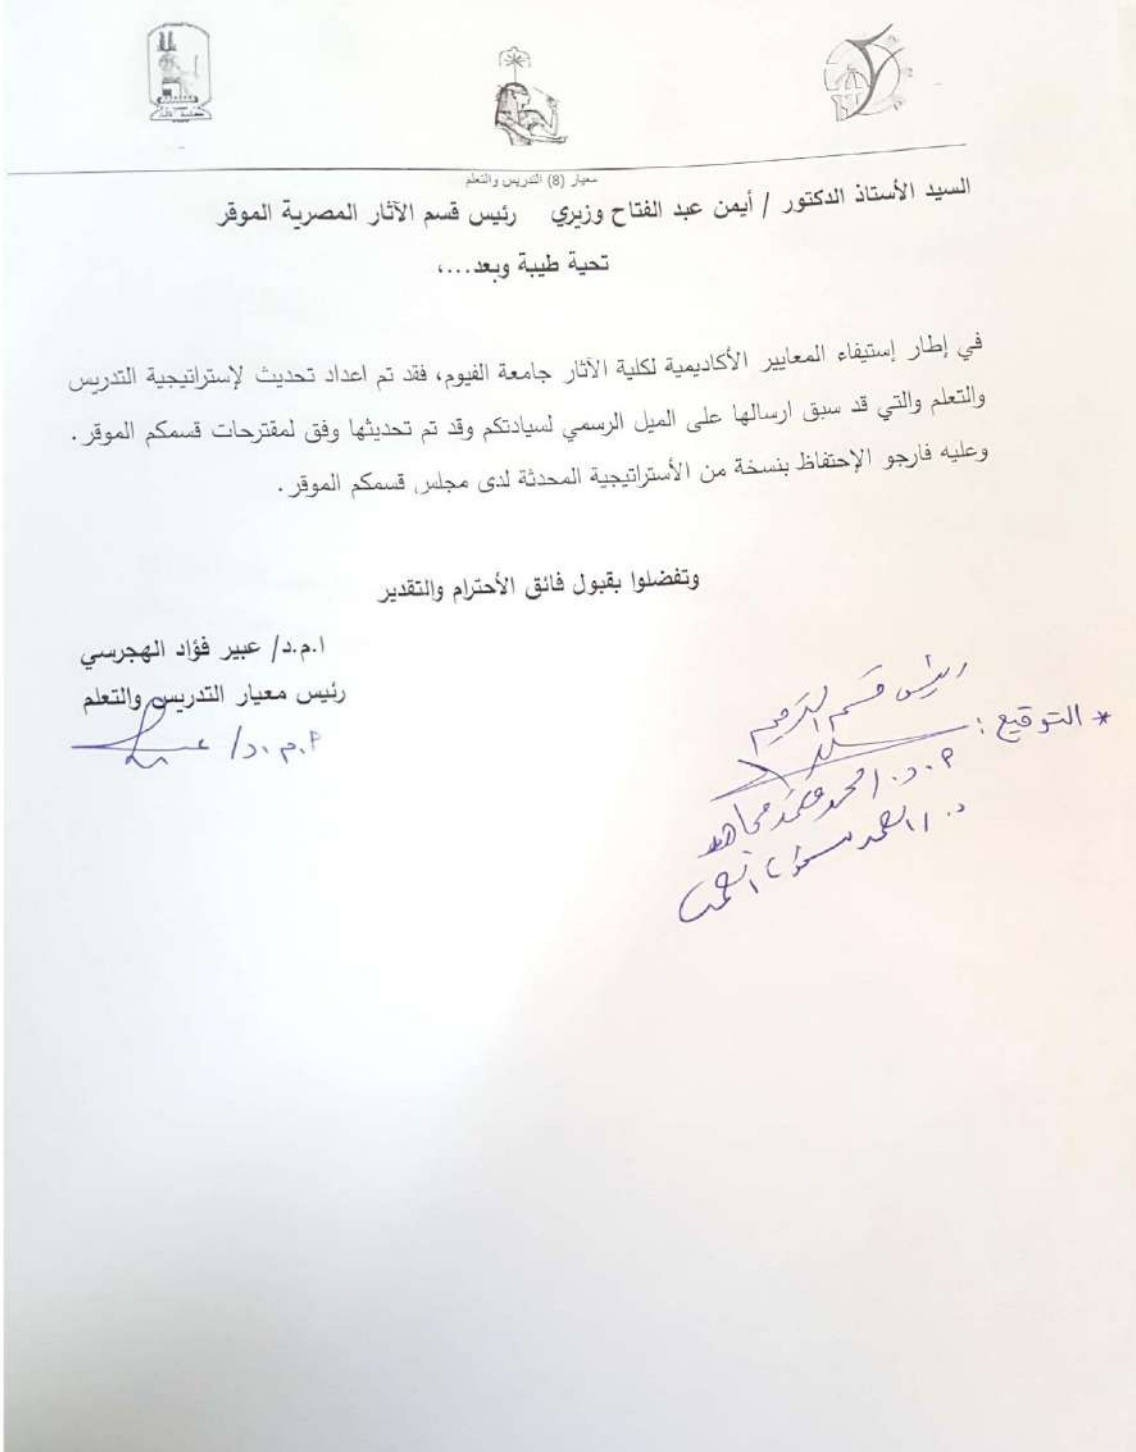 معيار (8) التدريس والتعلم
السيد الأستاذ الدكتور / أيمن عبد الفتاح وزيري رئيس قسم الآثار المصرية الموقر
تحية طيبة وبعد...،
في إطار إستيفاء المعايير الأكاديمية لكلية الآثار جامعة الفيوم، فقد تم اعداد تحديث لإستراتيجية التدريس
والتعلم والتي قد سبق ارسالها على الميل الرسمي لسيادتكم وقد تم تحديثها وفق لمقترحات قسمكم الموقر.
وعليه فارجو الإحتفاظ بنسخة من الأستراتيجية المحدثة لدى مجلس قسمكم الموقر.
وتفضلوا بقبول فائق الأحترام والتقدير
ا.م.د/ عبير فؤاد الهجرسي
رئيس معيار التدريس والتعلم
ا.م.د/
رئيس قسم الترميم
* التوقيع :